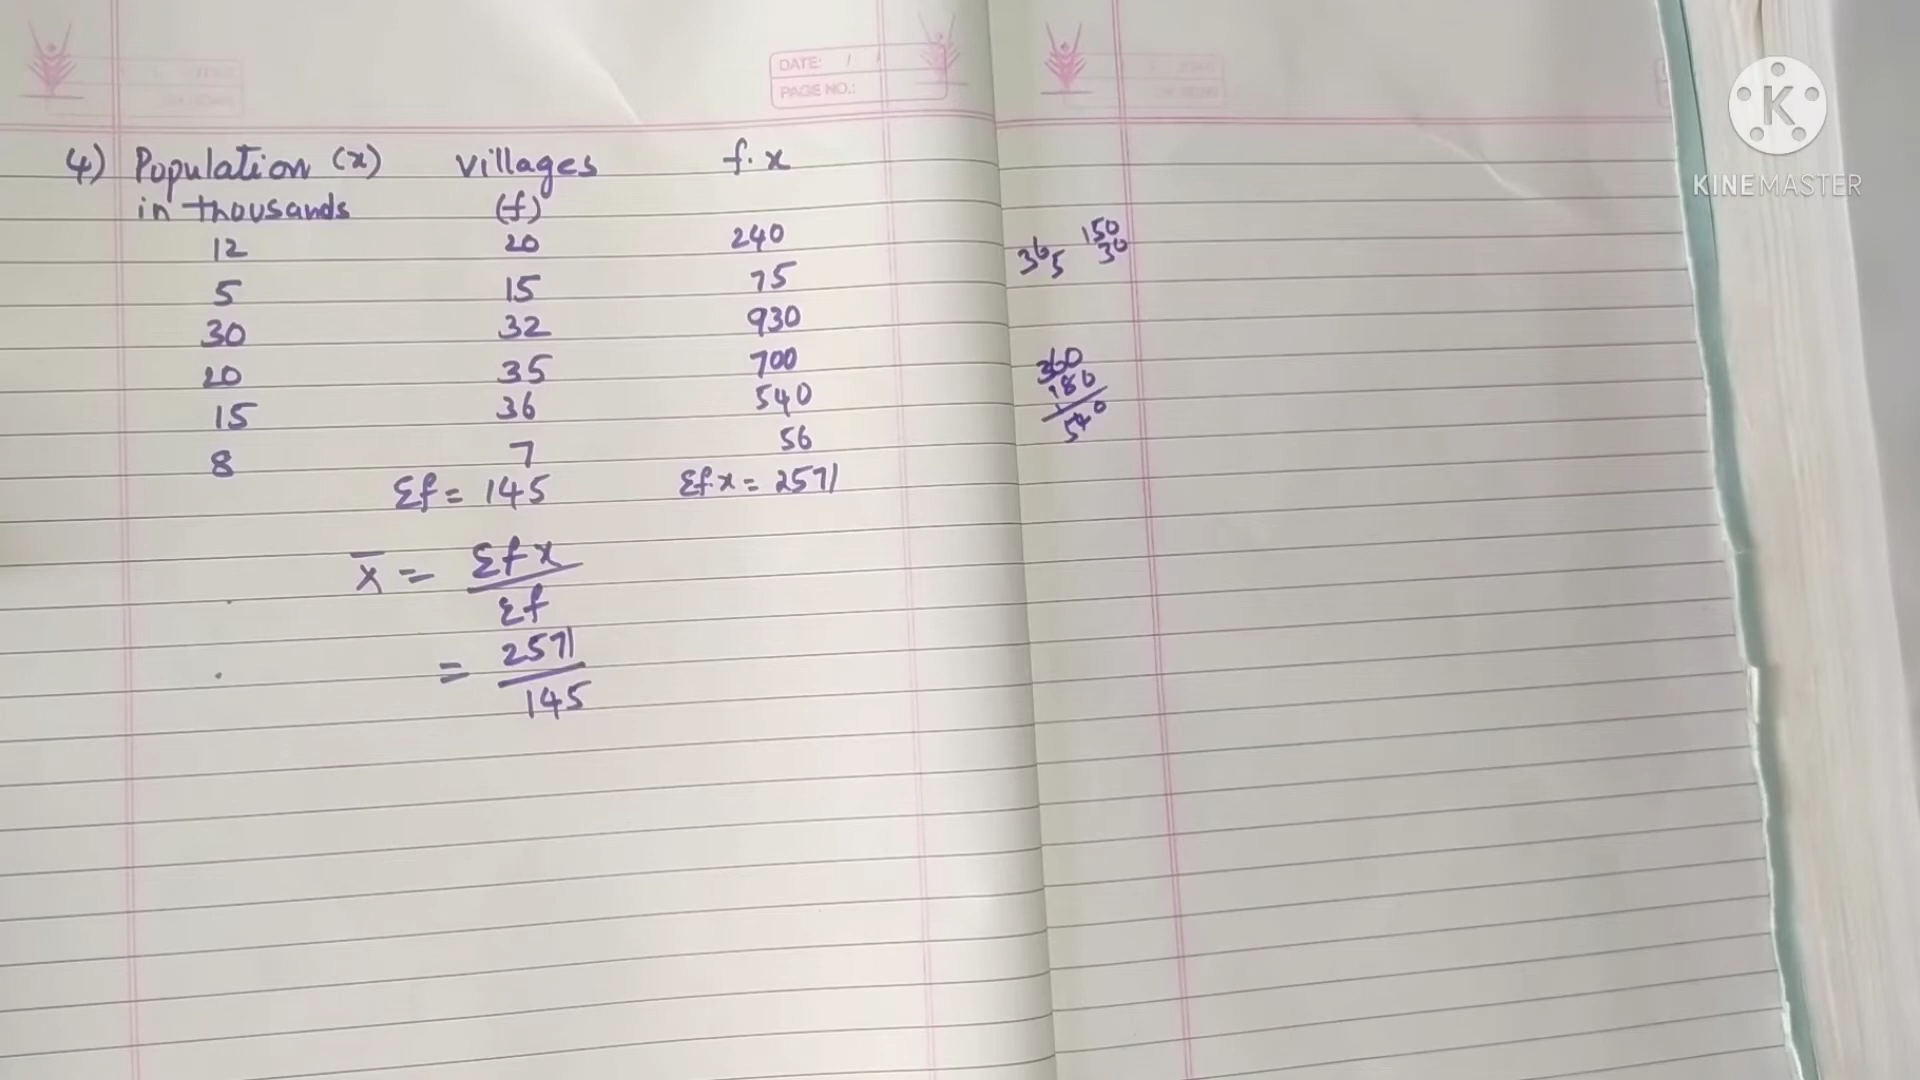 DATE: / /
PAGE NO.:
K
KINEMASTER
4) Population (x) villages f.x
in thousands (f)
12 20 240
5 15 75
30 32 930
20 35 700
15 36 540
8 7 56
Σf = 145 Σfx = 2571
x̄ = Σfx
Σf
= 2571
145
36 150
5 30
360
180
540